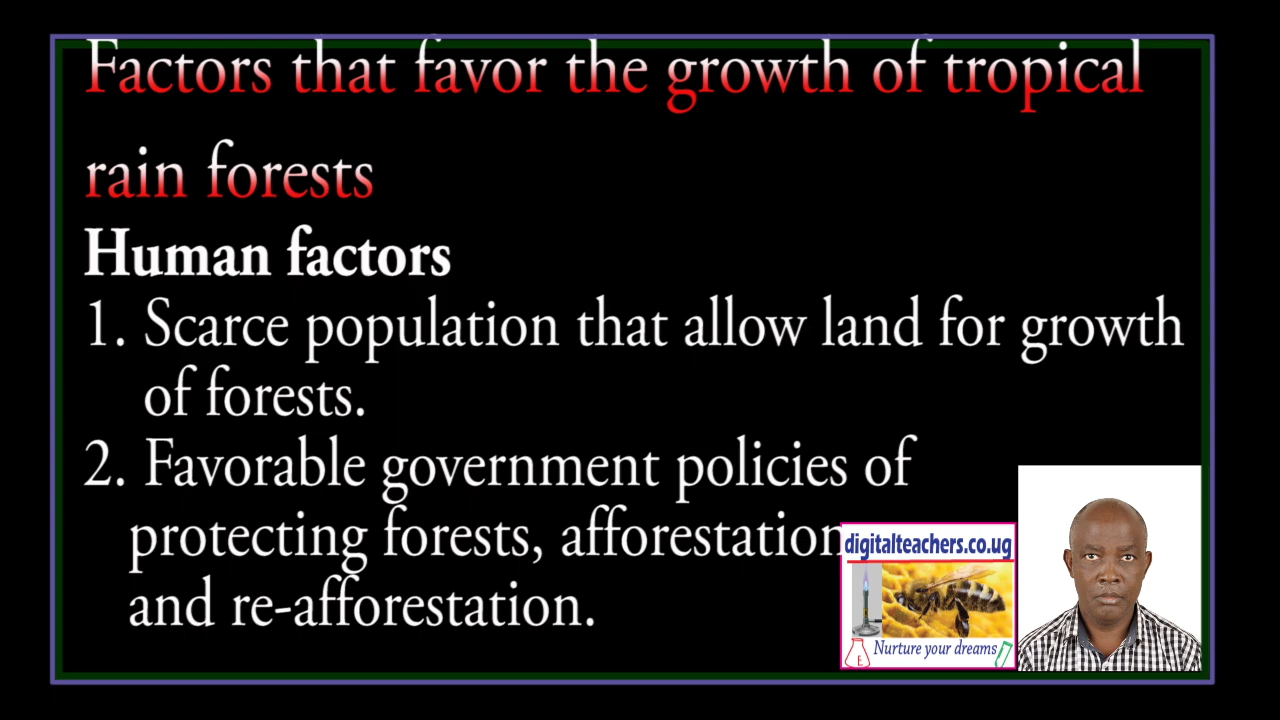 Factors that favor the growth of tropical
rain forests
Human factors
1. Scarce population that allow land for growth
of forests.
2. Favorable government policies of
protecting forests, afforestation
and re-afforestation.
digitalteachers.co.ug
E
Nurture your dreams